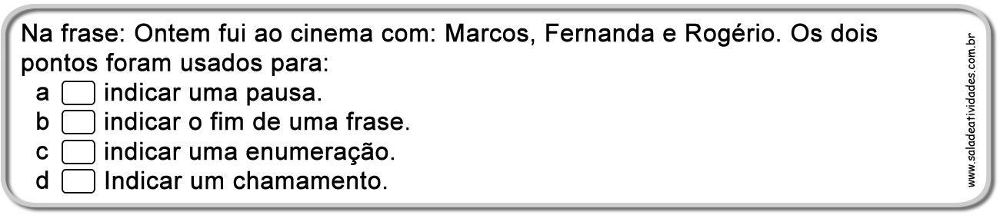 Na frase: Ontem fui ao cinema com: Marcos, Fernanda e Rogério. Os dois
pontos foram usados para:
a indicar uma pausa.
b indicar o fim de uma frase.
c indicar uma enumeração.
d Indicar um chamamento.
www.saladeatividades.com.br